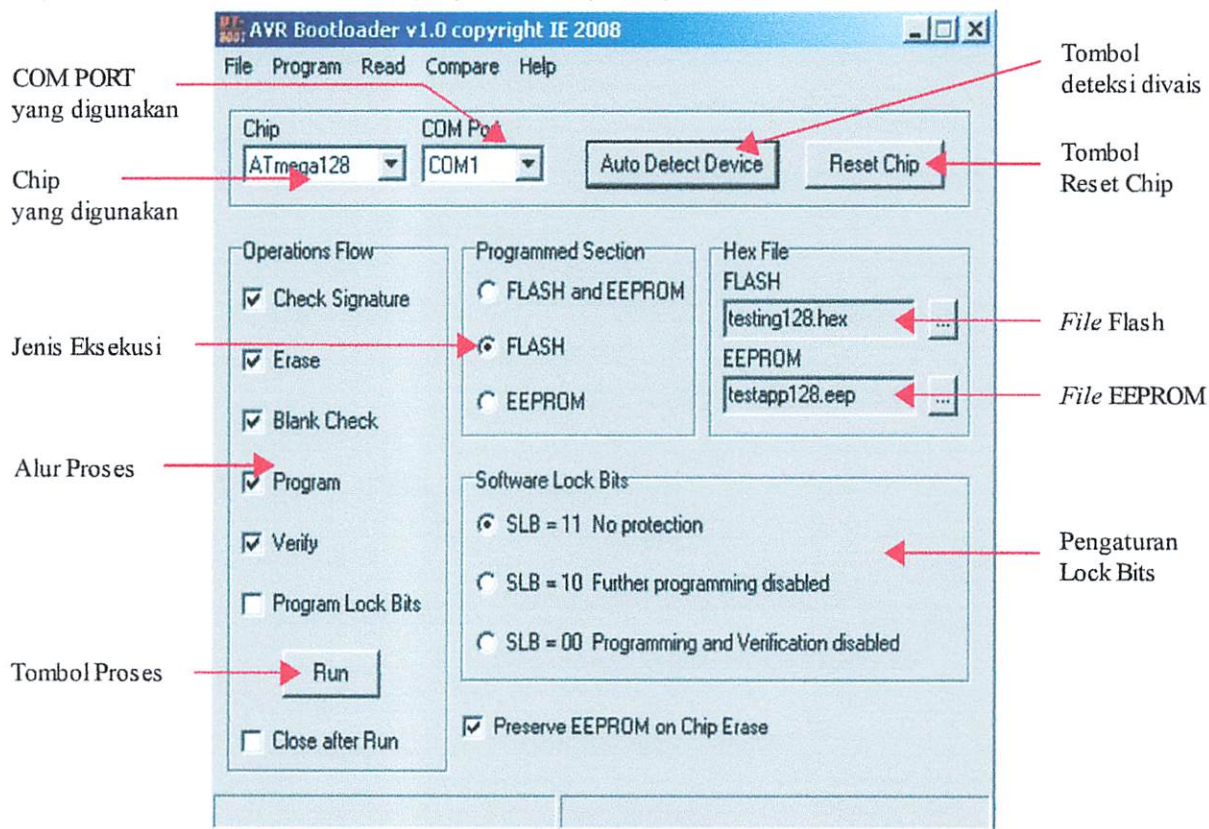 AVR Bootloader v1.0 copyright IE 2008
File Program Read Compare Help
COM PORT
yang digunakan
Tombol
deteksi divais
Chip
COM Port
ATmega128
COM1
Auto Detect Device
Reset Chip
Tombol
Reset Chip
Chip
yang digunakan
Operations Flow
Check Signature
Erase
Blank Check
Program
Verify
Program Lock Bits
Run
Close after Run
Programmed Section
FLASH and EEPROM
FLASH
EEPROM
Hex File
FLASH
testing128.hex
...
EEPROM
testapp128.eep
...
File Flash
File EEPROM
Jenis Eksekusi
Alur Proses
Software Lock Bits
SLB = 11 No protection
SLB = 10 Further programming disabled
SLB = 00 Programming and Verification disabled
Pengaturan
Lock Bits
Tombol Proses
Preserve EEPROM on Chip Erase